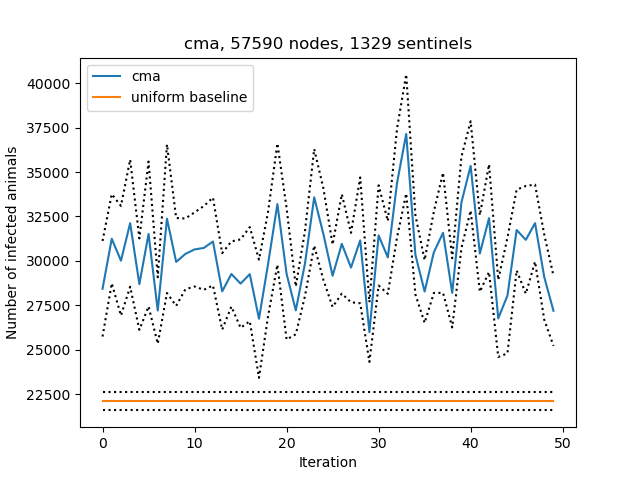 cma, 57590 nodes, 1329 sentinels
cma
uniform baseline
Number of infected animals
40000
37500
35000
32500
30000
27500
25000
22500
0 10 20 30 40 50
Iteration